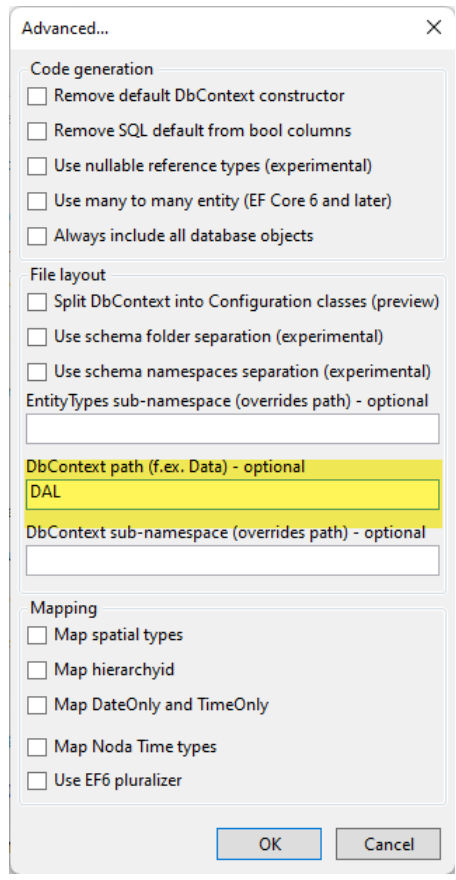 Advanced...
Code generation
Remove default DbContext constructor
Remove SQL default from bool columns
Use nullable reference types (experimental)
Use many to many entity (EF Core 6 and later)
Always include all database objects
File layout
Split DbContext into Configuration classes (preview)
Use schema folder separation (experimental)
Use schema namespaces separation (experimental)
EntityTypes sub-namespace (overrides path) - optional
DbContext path (f.ex. Data) - optional
DAL
DbContext sub-namespace (overrides path) - optional
Mapping
Map spatial types
Map hierarchyid
Map DateOnly and TimeOnly
Map Noda Time types
Use EF6 pluralizer
OK Cancel